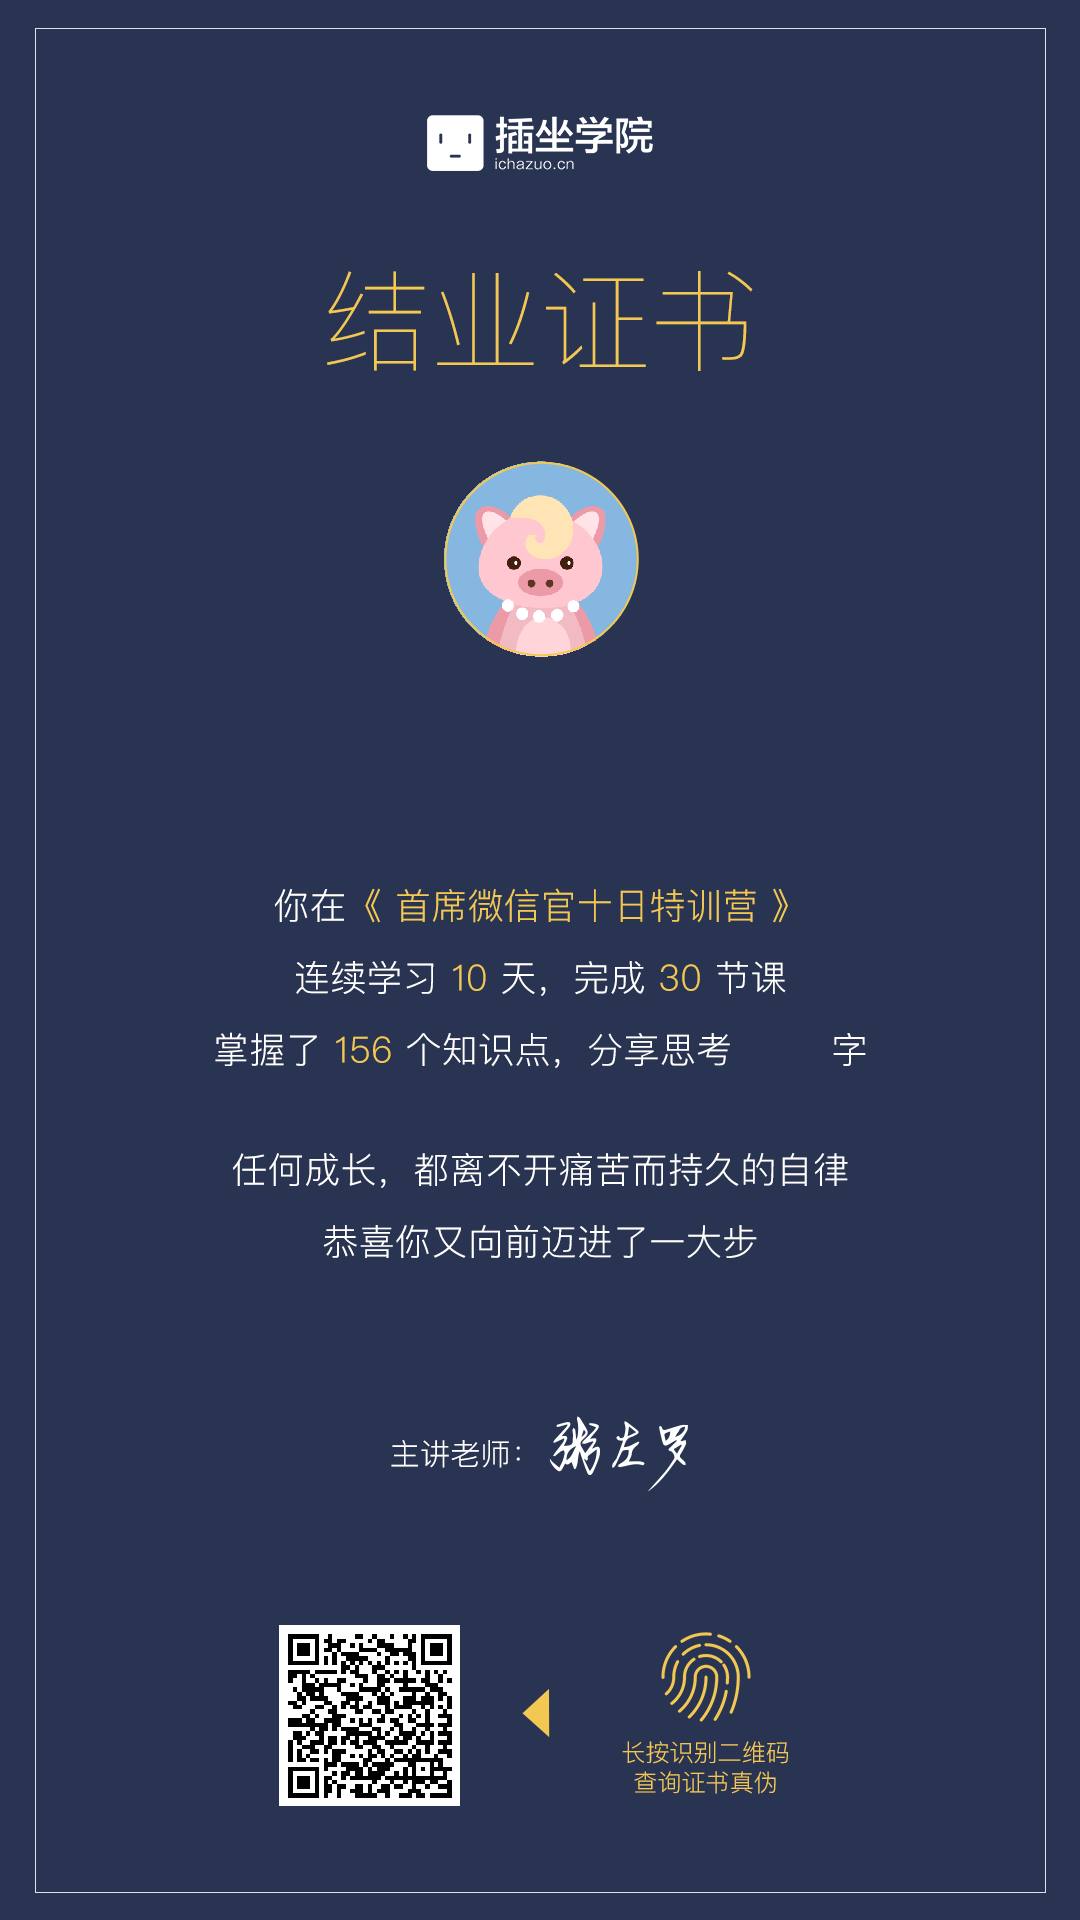 插坐学院
ichazuo.cn
结业证书
你在《 首席微信官十日特训营 》
连续学习 10 天，完成 30 节课
掌握了 156 个知识点，分享思考 字
任何成长，都离不开痛苦而持久的自律
恭喜你又向前迈进了一大步
主讲老师：粥左罗
长按识别二维码
查询证书真伪